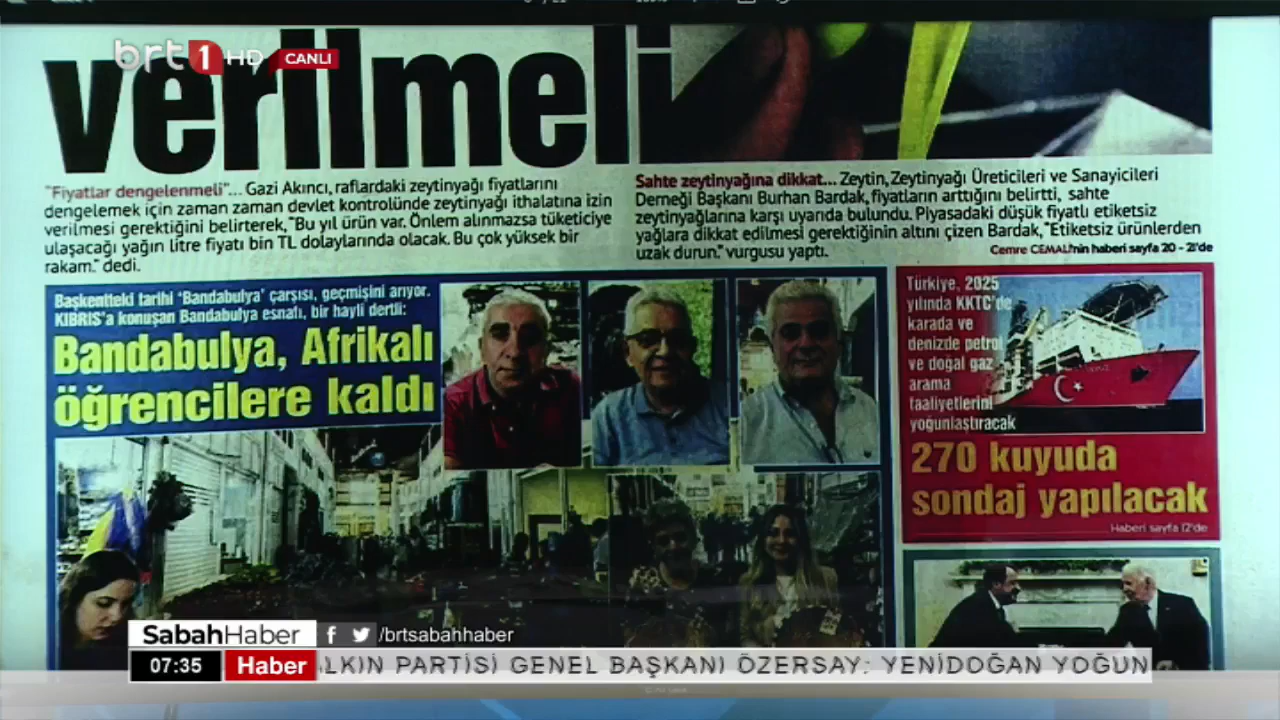 brt 1 HD CANLI
verilmeli
"Fiyatlar dengelenmeli"... Gazi Akıncı, raflardaki zeytinyağı fiyatlarını
dengelemek için zaman zaman devlet kontrolünde zeytinyağı ithalatına izin
verilmesi gerektiğini belirterek, "Bu yıl ürün var. Önlem alınmazsa tüketiciye
ulaşacağı yağın litre fiyatı bin TL dolaylarında olacak. Bu çok yüksek bir
rakam." dedi.
Sahte zeytinyağına dikkat... Zeytin, Zeytinyağı Üreticileri ve Sanayicileri
Derneği Başkanı Burhan Bardak, fiyatların arttığını belirtti, sahte
zeytinyağlarına karşı uyarıda bulundu. Piyasadaki düşük fiyatlı etiketsiz
yağlara dikkat edilmesi gerektiğinin altını çizen Bardak, "Etiketsiz ürünlerden
uzak durun." vurgusu yaptı.
Cemre CEMALİ'nin haberi sayfa 20 - 21'de
Başkentteki tarihi 'Bandabulya' çarşısı, geçmişini arıyor.
KIBRIS'a konuşan Bandabulya esnafı, bir hayli dertli:
Bandabulya, Afrikalı
öğrencilere kaldı
Türkiye, 2025
yılında KKTC'de
karada ve
denizde petrol
ve doğal gaz
arama
faaliyetlerini
yoğunlaştıracak
270 kuyuda
sondaj yapılacak
Haberi sayfa 12'de
SabahHaber f /brtsabahhaber
07:35 Haber ALKIN PARTİSİ GENEL BAŞKANI ÖZERSAY: YENİDOĞAN YOĞUN